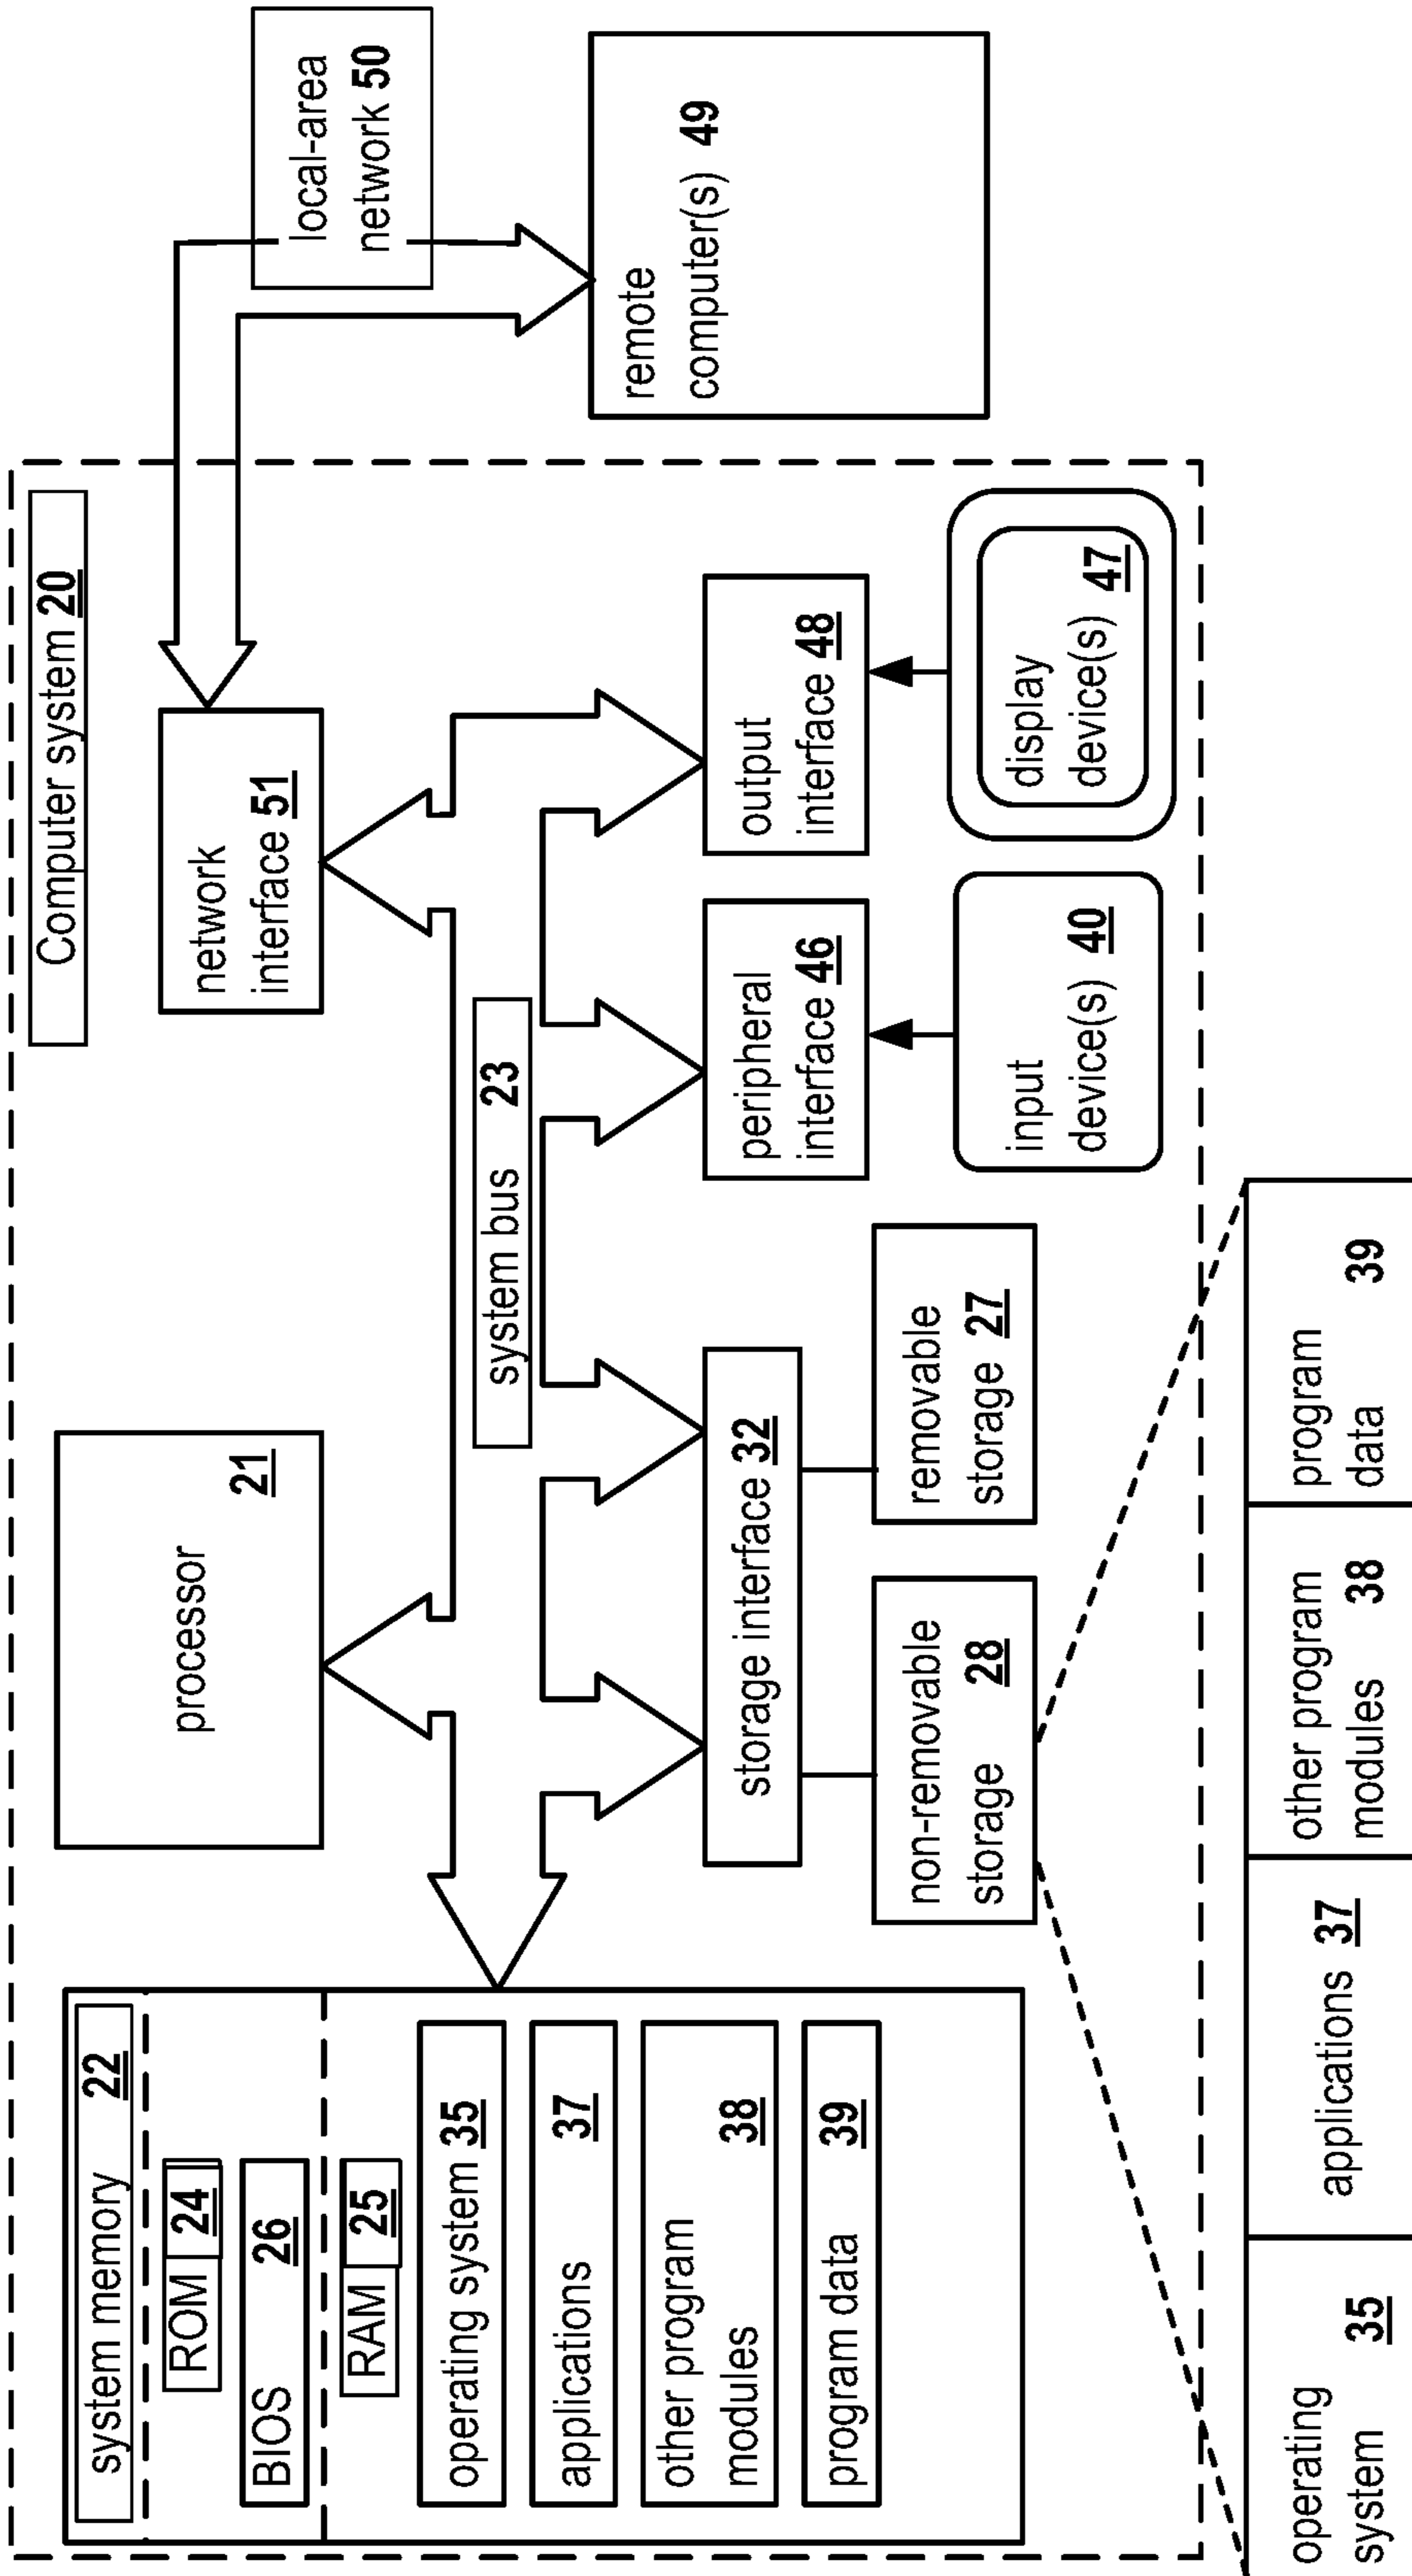 Computer system 20
system memory 22
ROM 24
BIOS 26
RAM 25
operating system 35
applications 37
other program
modules 38
program data 39
processor 21
system bus 23
network
interface 51
local-area
network 50
storage interface 32
non-removable
storage 28
removable
storage 27
peripheral
interface 46
output
interface 48
input
device(s) 40
display
device(s) 47
remote
computer(s) 49
operating
system 35
applications 37
other program
modules 38
program
data 39